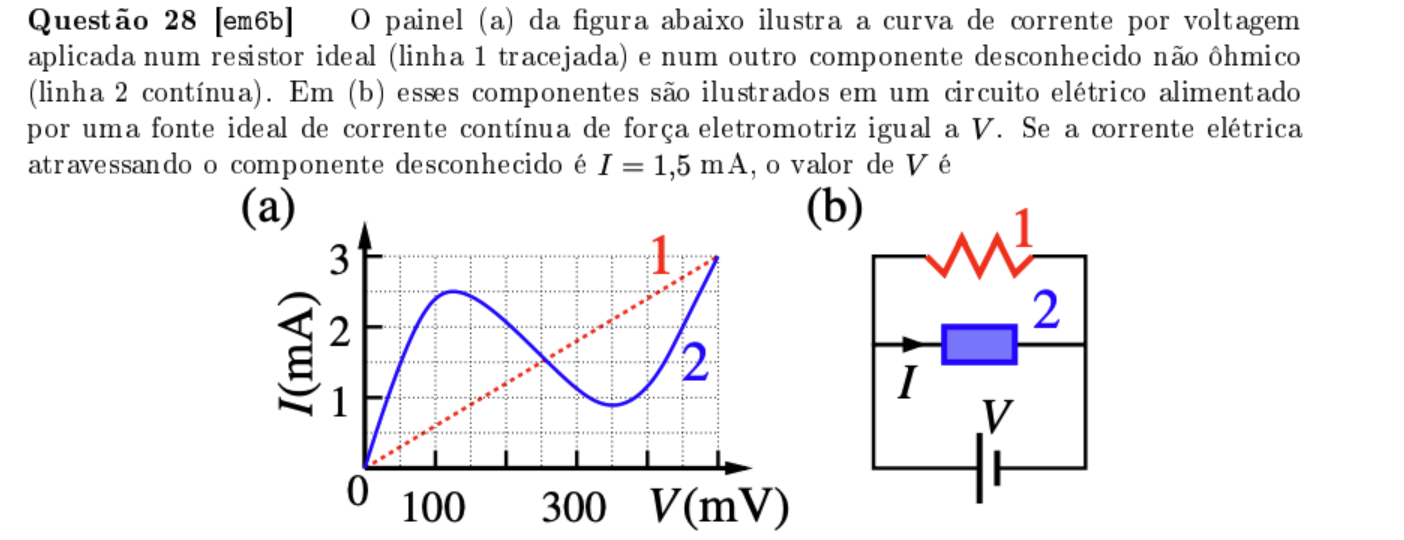 Questão 28 [em6b] O painel (a) da figura abaixo ilustra a curva de corrente por voltagem
aplicada num resistor ideal (linha 1 tracejada) e num outro componente desconhecido não ôhmico
(linha 2 contínua). Em (b) esses componentes são ilustrados em um circuito elétrico alimentado
por uma fonte ideal de corrente contínua de força eletromotriz igual a V. Se a corrente elétrica
atravessando o componente desconhecido é I = 1,5 mA, o valor de V é
(a)
3
2
1
I(mA)
1
2
0
100
300
V(mV)
(b)
1
2
I
V